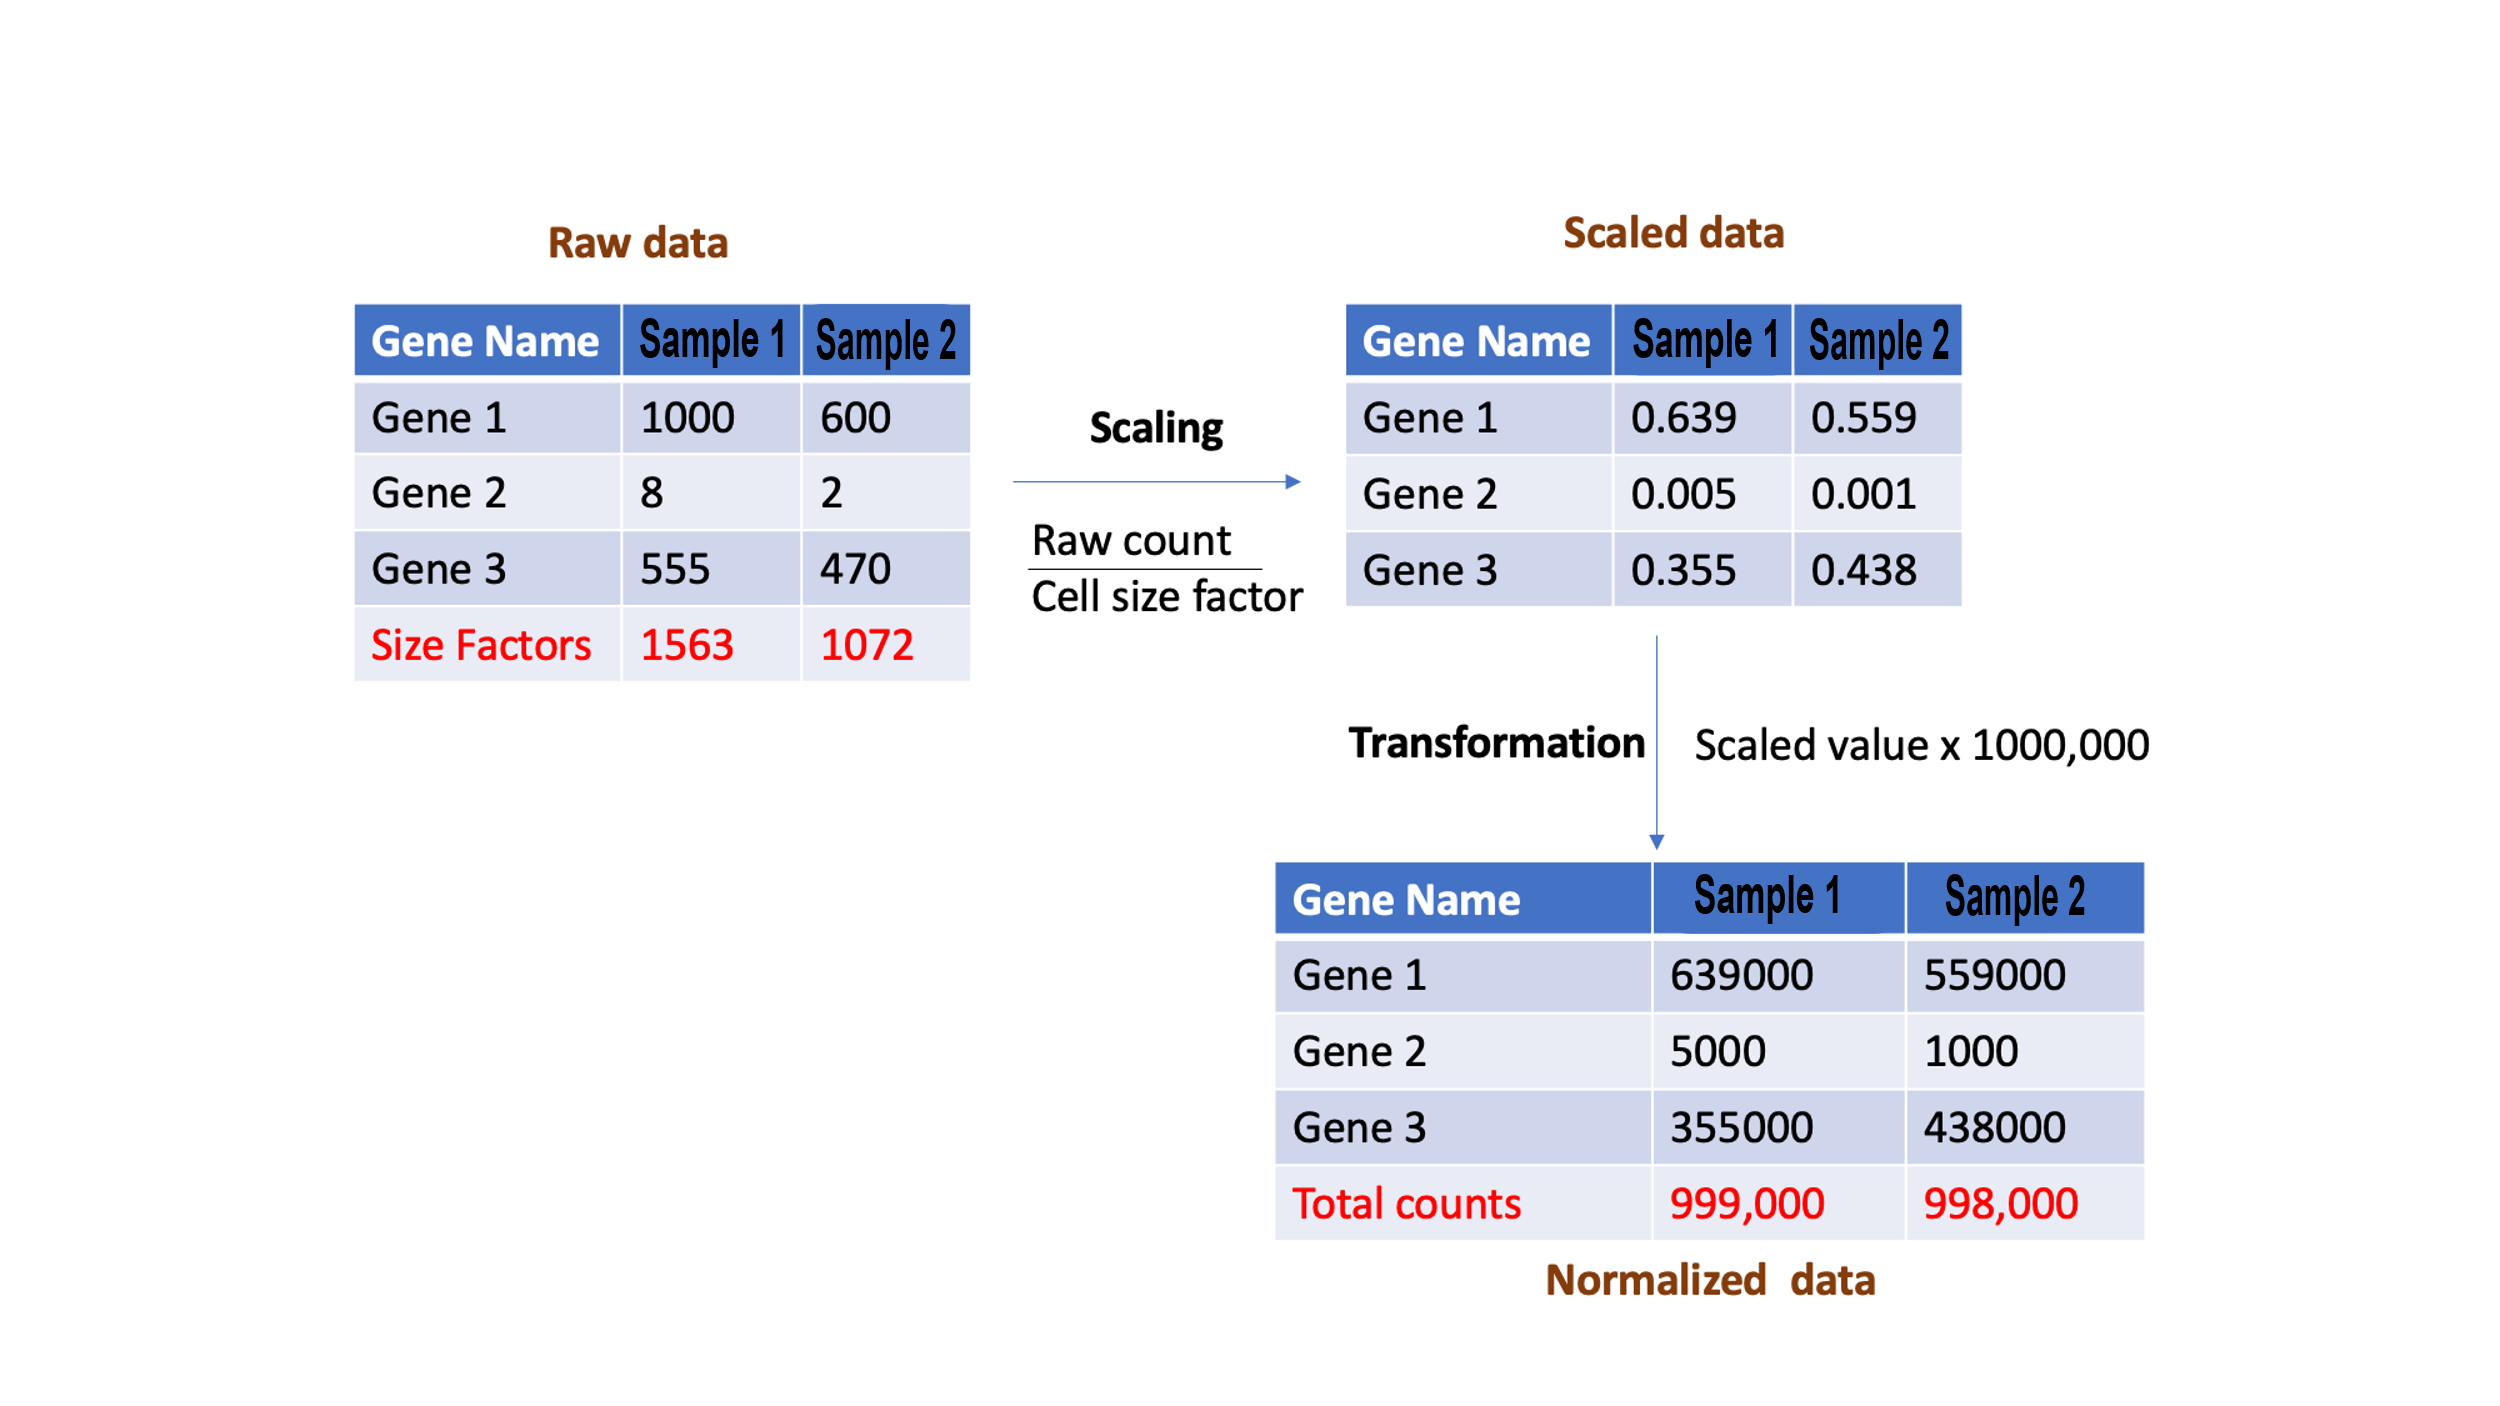 Raw data
Gene Name Sample 1 Sample 2
Gene 1 1000 600
Gene 2 8 2
Gene 3 555 470
Size Factors 1563 1072
Scaling
Raw count
Cell size factor
Scaled data
Gene Name Sample 1 Sample 2
Gene 1 0.639 0.559
Gene 2 0.005 0.001
Gene 3 0.355 0.438
Transformation Scaled value x 1000,000
Gene Name Sample 1 Sample 2
Gene 1 639000 559000
Gene 2 5000 1000
Gene 3 355000 438000
Total counts 999,000 998,000
Normalized data